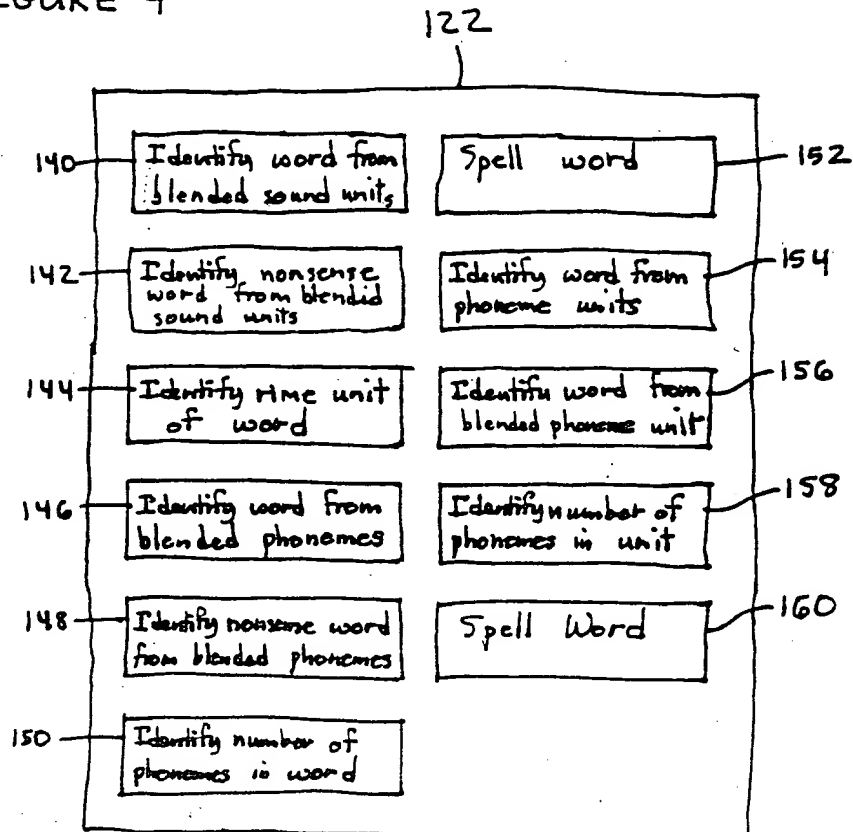 FIGURE 9
122
140
Identify word from
blended sound units
Spell word
152
142
Identify nonsense
word from blendid
sound units
Identify word from
phoneme units
154
144
Identify rime unit
of word
Identify word from
blended phoneme unit
156
146
Identify word from
blended phonemes
Identify number of
phonemes in unit
158
148
Identify nonsense word
from blended phonemes
Spell Word
160
150
Identify number of
phonemes in word